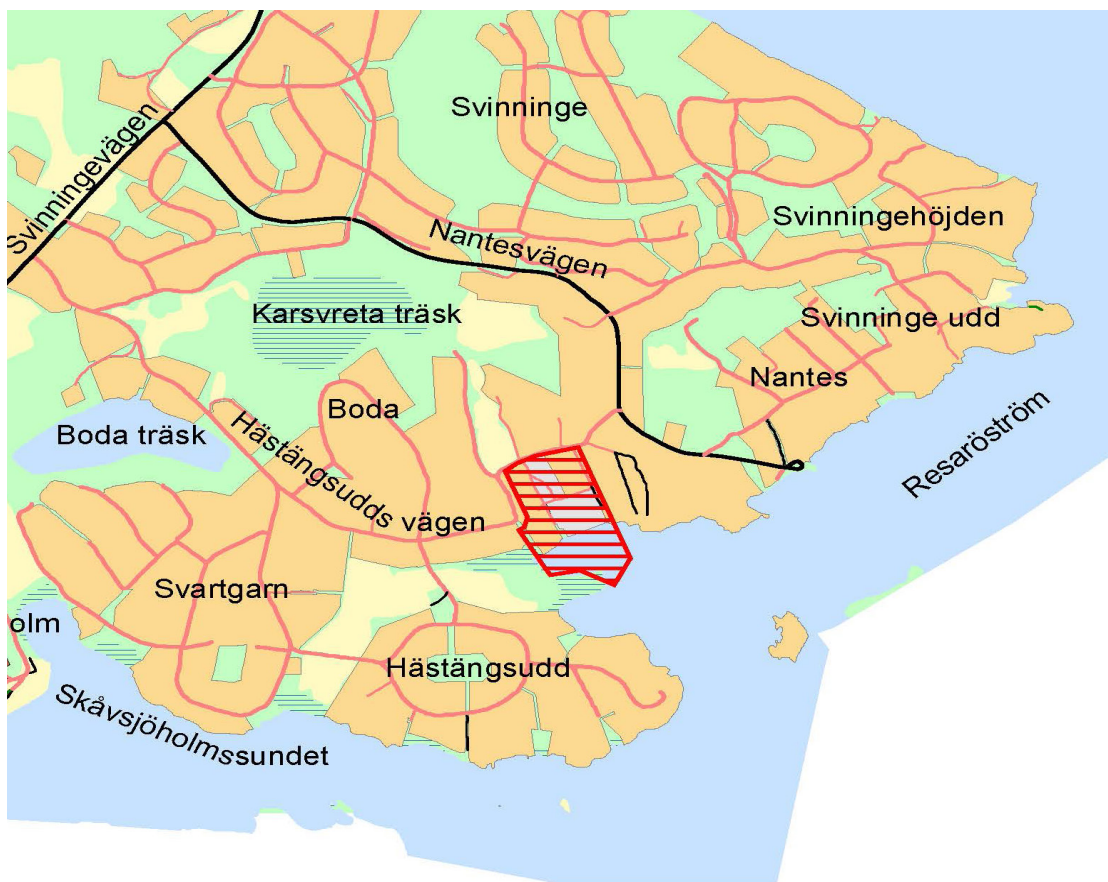 Svinninge
Svinningevägen
Svinningehöjden
Nantesvägen
Karsvreta träsk
Svinninge udd
Nantes
Boda
Boda träsk
Hästängsudds vägen
Resaröström
Svartgarn
olm
Hästängsudd
Skåvsjöholmssundet